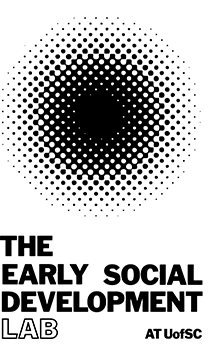 THE
EARLY SOCIAL
DEVELOPMENT
LAB
AT UofSC